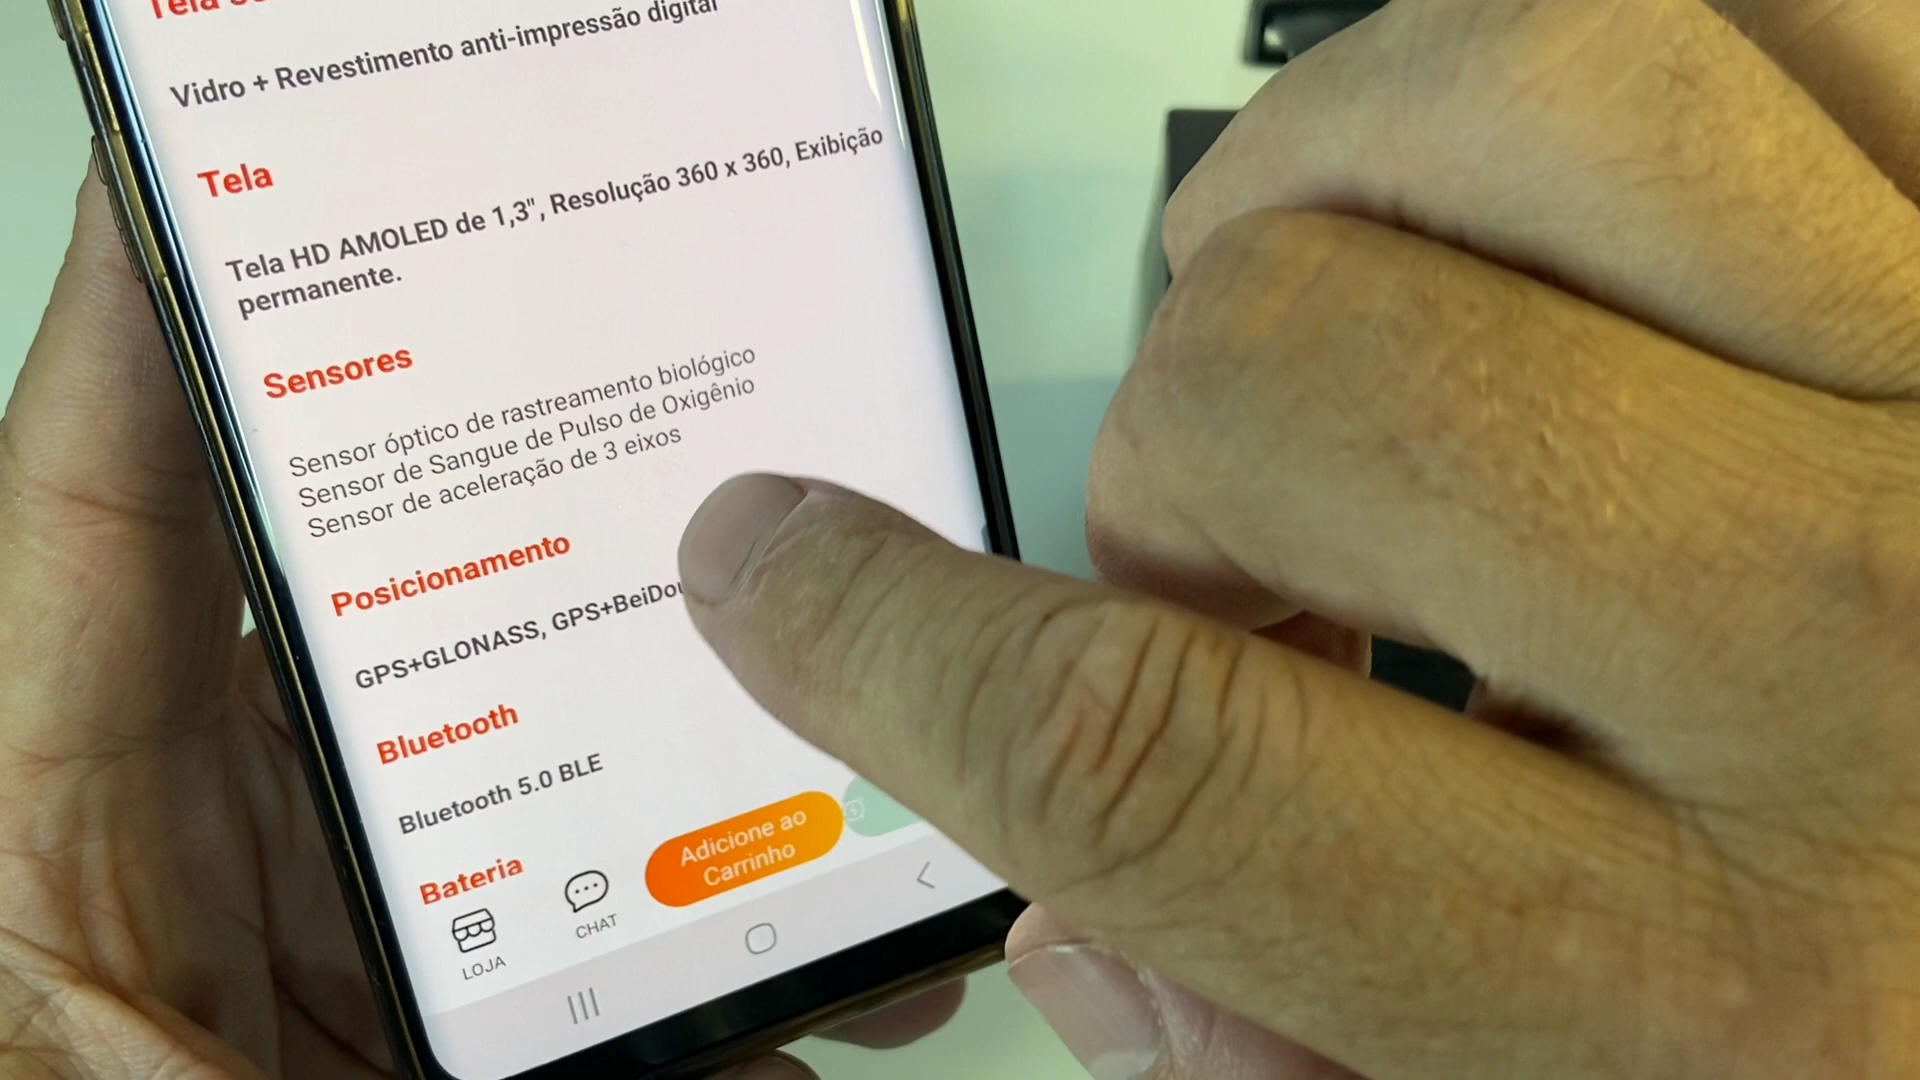 Vidro + Revestimento anti-impressão digital
Tela
Tela HD AMOLED de 1,3", Resolução 360 x 360, Exibição
permanente.
Sensores
Sensor óptico de rastreamento biológico
Sensor de Sangue de Pulso de Oxigênio
Sensor de aceleração de 3 eixos
Posicionamento
GPS+GLONASS, GPS+BeiDou
Bluetooth
Bluetooth 5.0 BLE
Bateria
LOJA
CHAT
Adicione ao
Carrinho